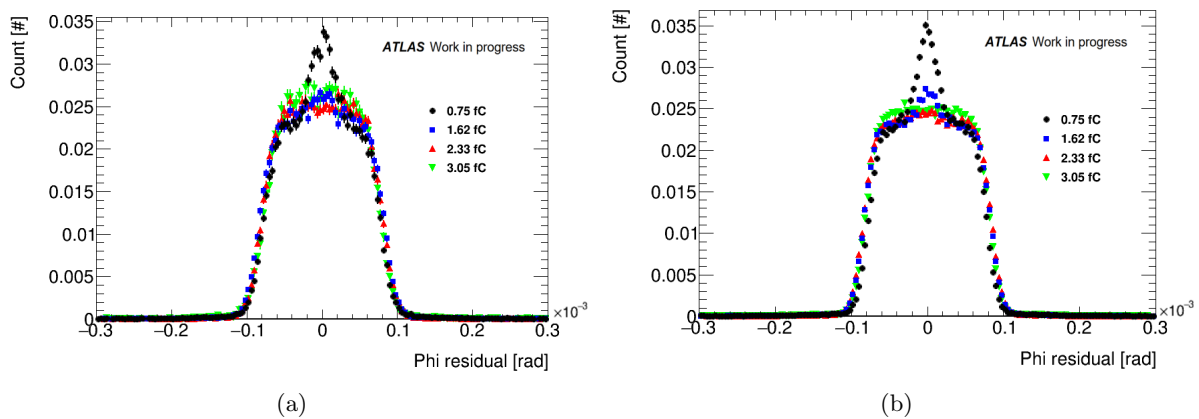 Count [#]
0.035
0.03
0.025
0.02
0.015
0.01
0.005
0
−0.3
−0.2
−0.1
0
0.1
0.2
0.3
×10⁻³
Phi residual [rad]
ATLAS Work in progress
0.75 fC
1.62 fC
2.33 fC
3.05 fC
(a)
Count [#]
0.035
0.03
0.025
0.02
0.015
0.01
0.005
0
−0.3
−0.2
−0.1
0
0.1
0.2
0.3
×10⁻³
Phi residual [rad]
ATLAS Work in progress
0.75 fC
1.62 fC
2.33 fC
3.05 fC
(b)